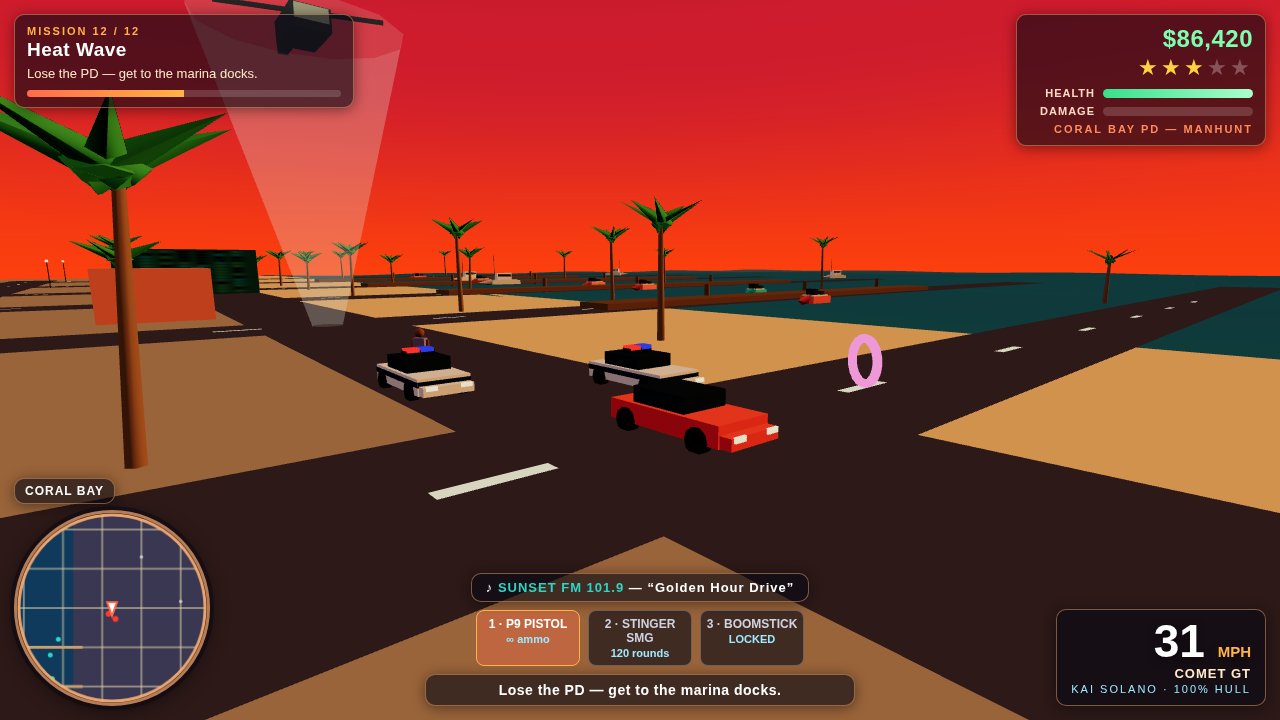 MISSION 12 / 12
Heat Wave
Lose the PD — get to the marina docks.
$86,420
★★★★★
HEALTH
DAMAGE
CORAL BAY PD — MANHUNT
CORAL BAY
♪ SUNSET FM 101.9 — “Golden Hour Drive”
1 · P9 PISTOL
∞ ammo
2 · STINGER
SMG
120 rounds
3 · BOOMSTICK
LOCKED
Lose the PD — get to the marina docks.
31 MPH
COMET GT
KAI SOLANO · 100% HULL